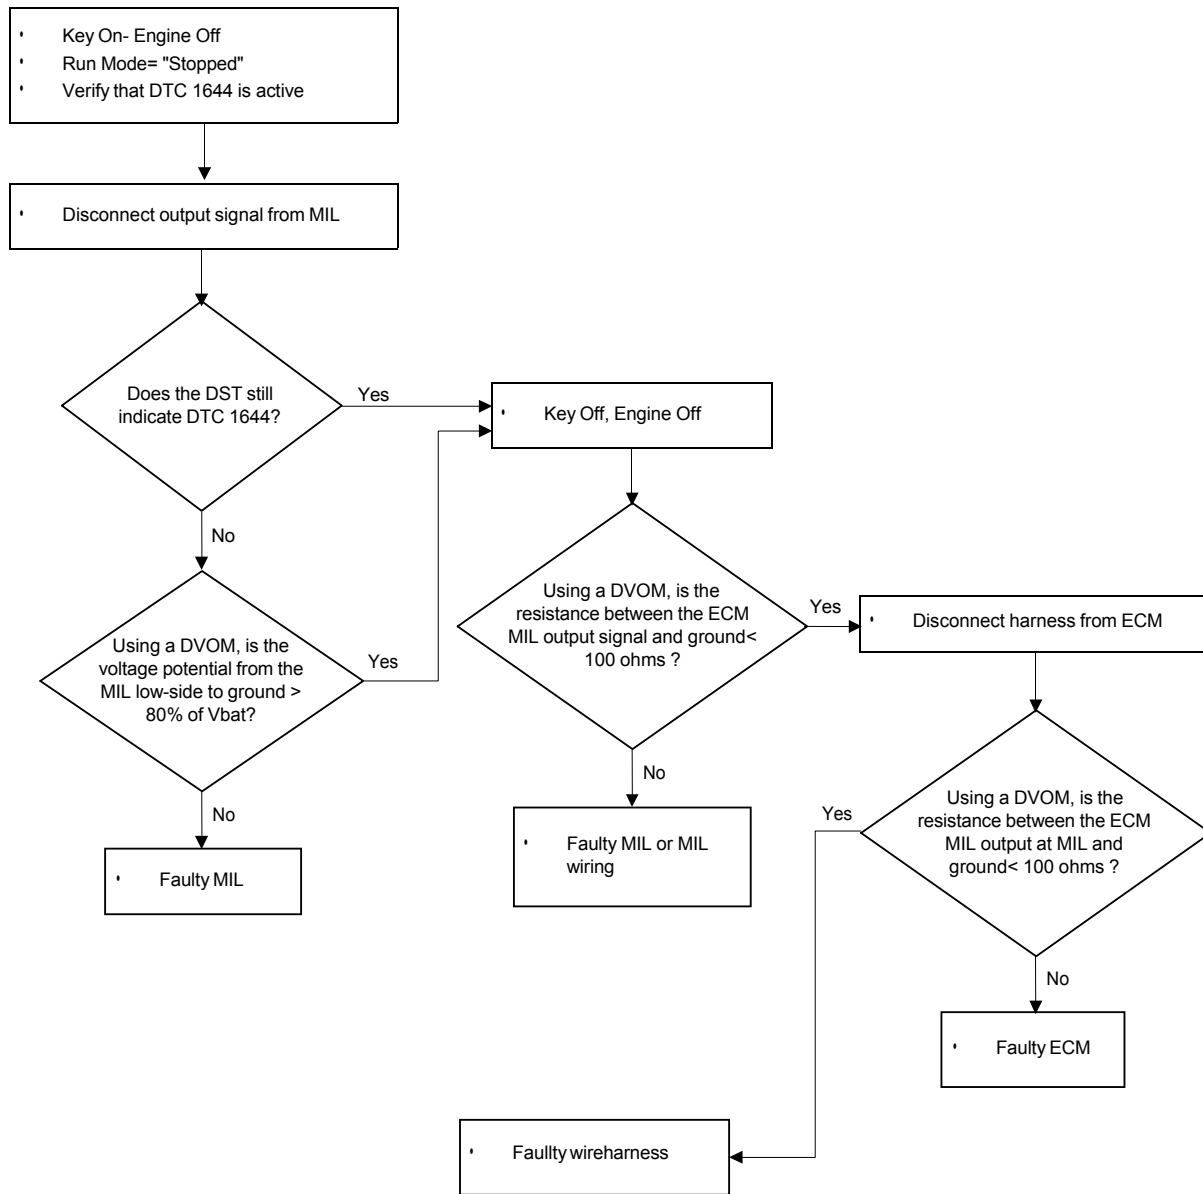 • Key On- Engine Off
• Run Mode= "Stopped"
• Verify that DTC 1644 is active
• Disconnect output signal from MIL
Does the DST still
indicate DTC 1644?
Yes
• Key Off, Engine Off
No
Using a DVOM, is the
voltage potential from the
MIL low-side to ground >
80% of Vbat?
Yes
No
• Faulty MIL
Using a DVOM, is the
resistance between the ECM
MIL output signal and ground<
100 ohms ?
Yes
• Disconnect harness from ECM
No
• Faulty MIL or MIL
wiring
Using a DVOM, is the
resistance between the ECM
MIL output at MIL and
ground< 100 ohms ?
Yes
No
• Faulty ECM
• Faullty wireharness